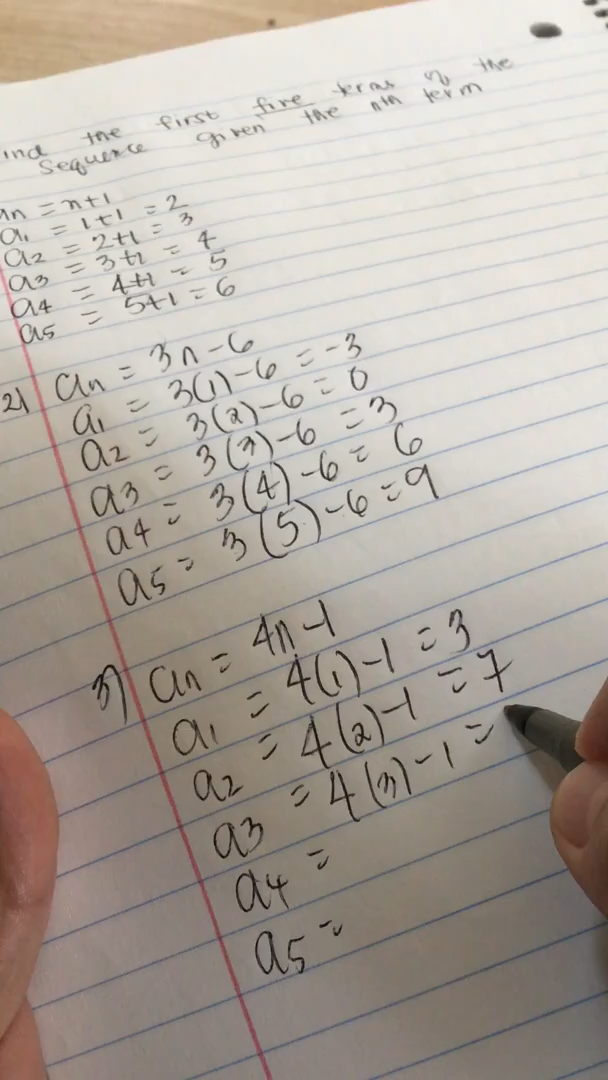 ind the first five terms of the
sequence given the nth term
an = n+1
a1 = 1+1 = 2
a2 = 2+1 = 3
a3 = 3+1 = 4
a4 = 4+1 = 5
a5 = 5+1 = 6
2) an = 3n-6
a1 = 3(1)-6 = -3
a2 = 3(2)-6 = 0
a3 = 3(3)-6 = 3
a4 = 3(4)-6 = 6
a5 = 3(5)-6 = 9
3) an = 4n-1
a1 = 4(1)-1 = 3
a2 = 4(2)-1 = 7
a3 = 4(3)-1 =
a4 =
a5 =